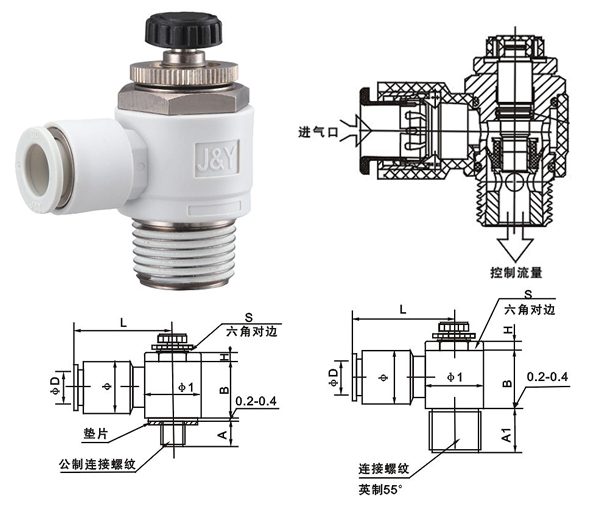 J&Y
进气口
控制流量
L
S
六角对边
H
ΦD
Φ
Φ1
B
0.2-0.4
A
垫片
公制连接螺纹
L
S
六角对边
H
ΦD
Φ
Φ1
B
0.2-0.4
A1
连接螺纹
英制55°